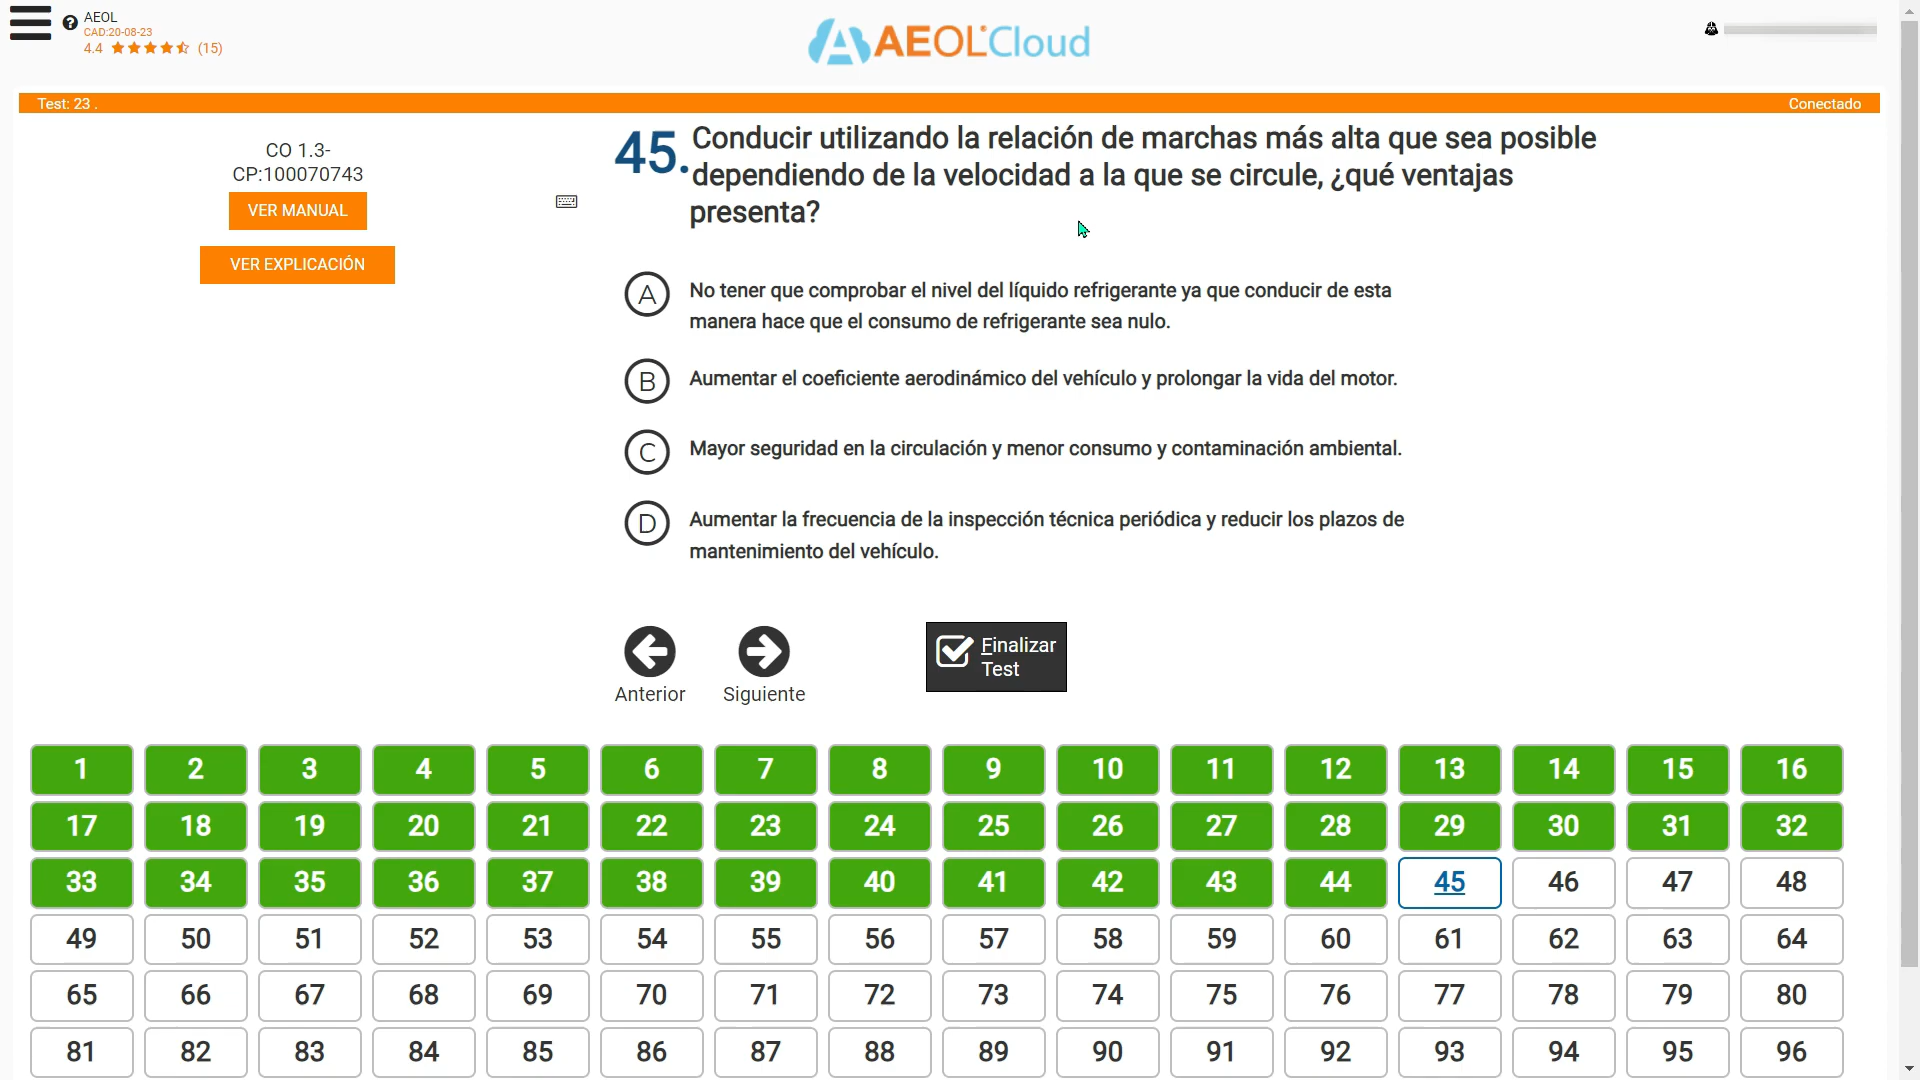 AEOL
CAD:20-08-23
4.4 (15)
AEOL Cloud
Test: 23 .
Conectado
CO 1.3-
CP:100070743
VER MANUAL
VER EXPLICACIÓN
45. Conducir utilizando la relación de marchas más alta que sea posible
dependiendo de la velocidad a la que se circule, ¿qué ventajas
presenta?
A No tener que comprobar el nivel del líquido refrigerante ya que conducir de esta
manera hace que el consumo de refrigerante sea nulo.
B Aumentar el coeficiente aerodinámico del vehículo y prolongar la vida del motor.
C Mayor seguridad en la circulación y menor consumo y contaminación ambiental.
D Aumentar la frecuencia de la inspección técnica periódica y reducir los plazos de
mantenimiento del vehículo.
Anterior
Siguiente
Finalizar
Test
1 2 3 4 5 6 7 8 9 10 11 12 13 14 15 16
17 18 19 20 21 22 23 24 25 26 27 28 29 30 31 32
33 34 35 36 37 38 39 40 41 42 43 44 45 46 47 48
49 50 51 52 53 54 55 56 57 58 59 60 61 62 63 64
65 66 67 68 69 70 71 72 73 74 75 76 77 78 79 80
81 82 83 84 85 86 87 88 89 90 91 92 93 94 95 96